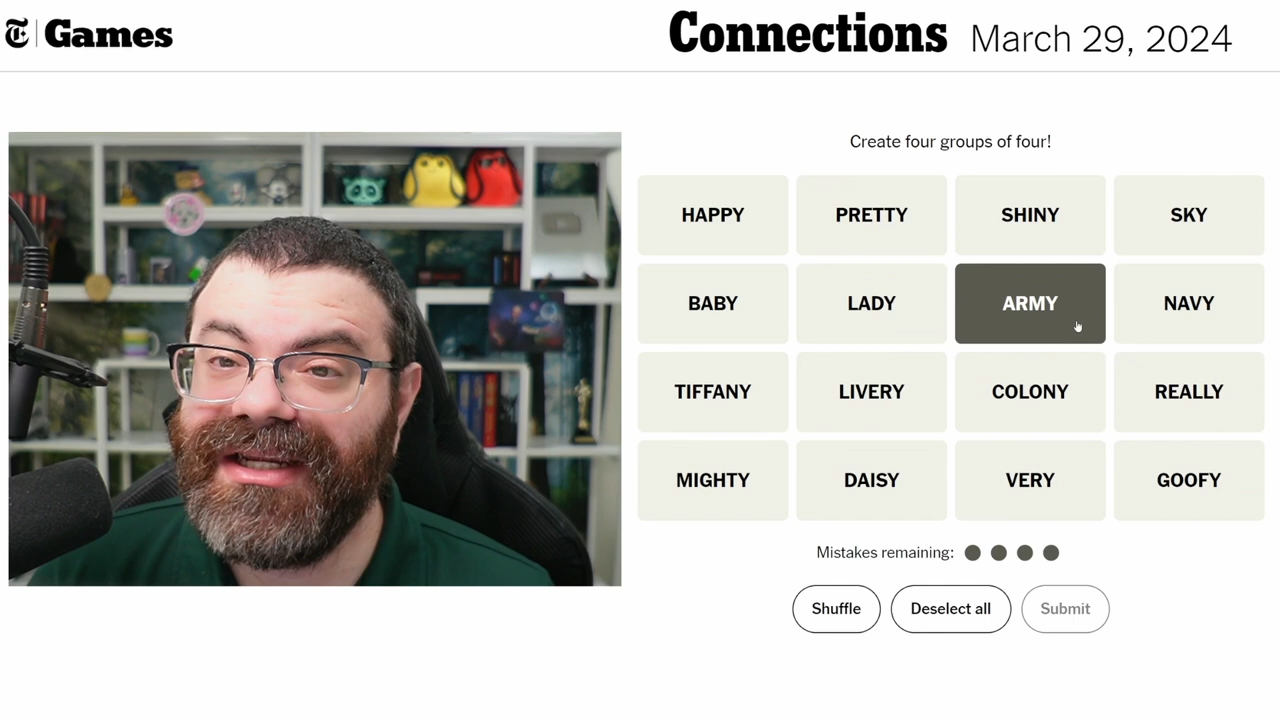 T Games
Connections March 29, 2024
Create four groups of four!
HAPPY PRETTY SHINY SKY
BABY LADY ARMY NAVY
TIFFANY LIVERY COLONY REALLY
MIGHTY DAISY VERY GOOFY
Mistakes remaining:
Shuffle Deselect all Submit